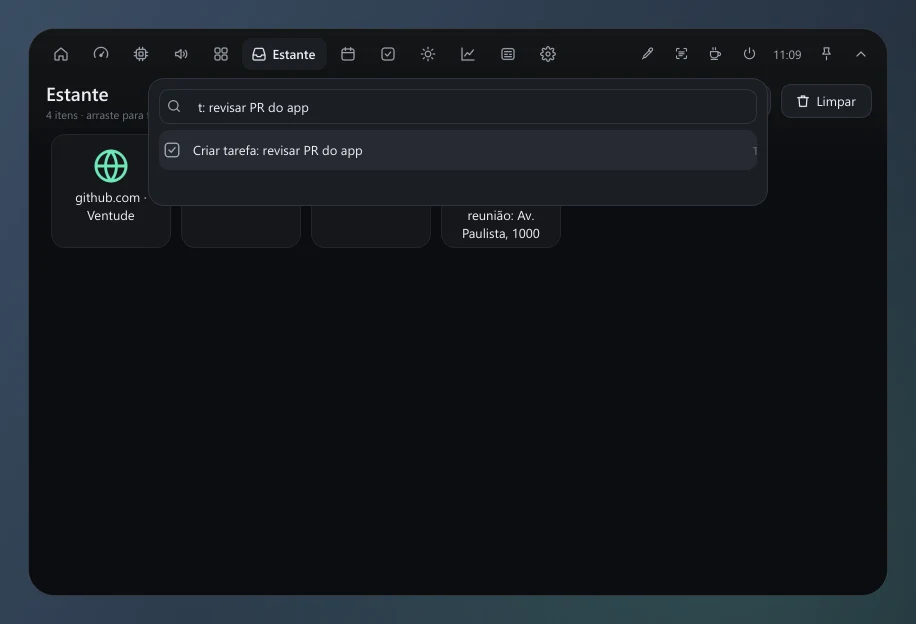 Estante
11:09
Estante
4 itens · arraste para
Limpar
t: revisar PR do app
Criar tarefa: revisar PR do app
github.com ·
Ventude
reunião: Av.
Paulista, 1000